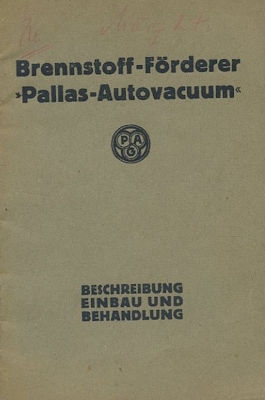 Brennstoff-Förderer
»Pallas-Autovacuum«
P A
G
BESCHREIBUNG
EINBAU UND
BEHANDLUNG